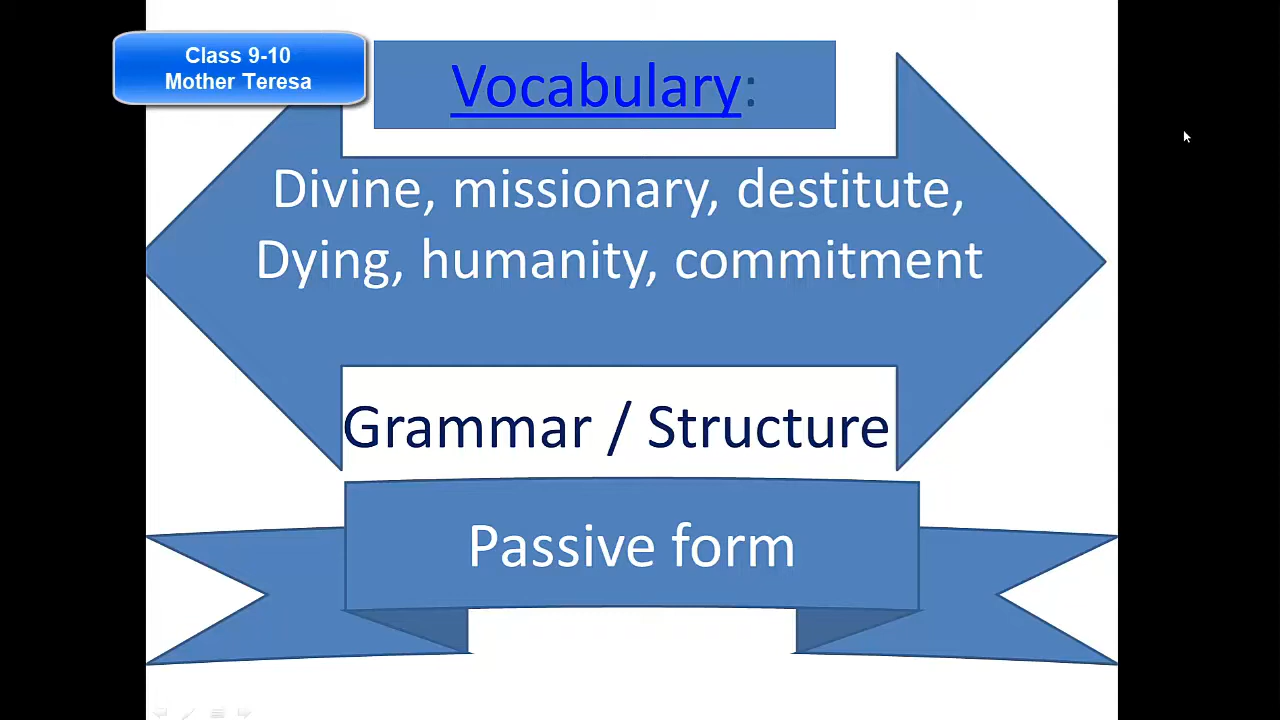 Class 9-10
Mother Teresa
Vocabulary:
Divine, missionary, destitute,
Dying, humanity, commitment
Grammar / Structure
Passive form